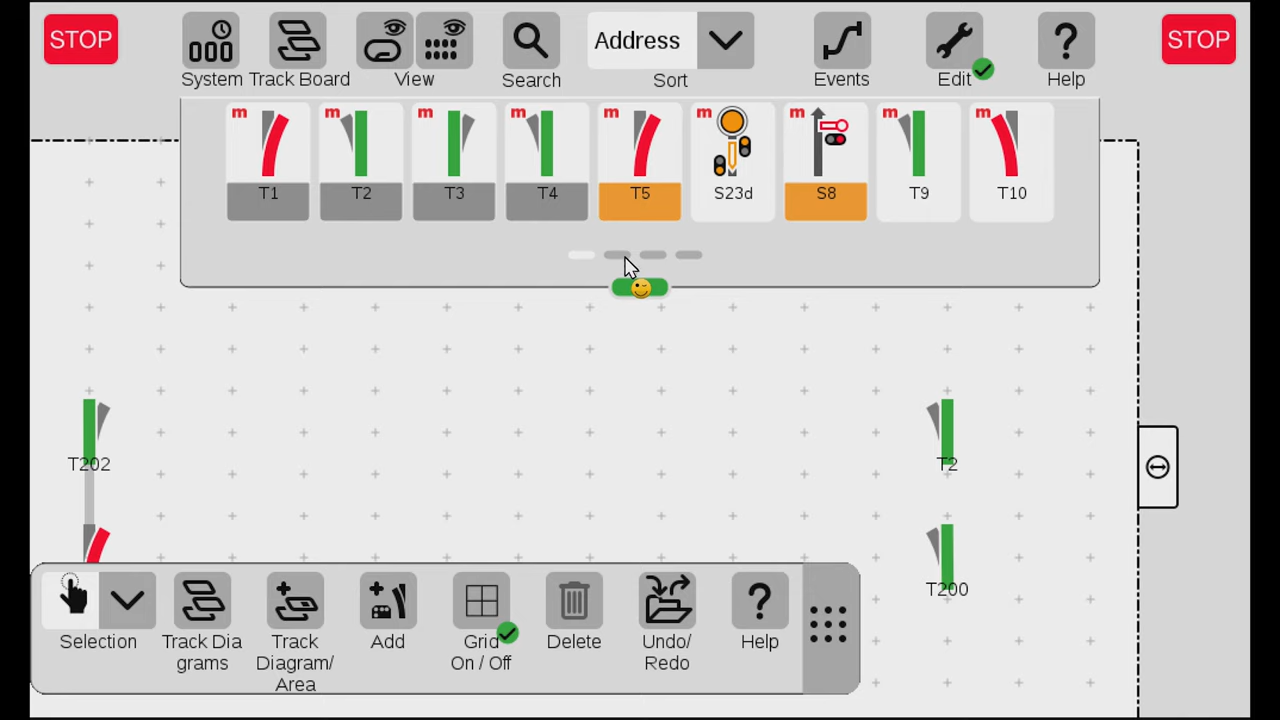 STOP
Address
STOP
System
Track Board
View
Search
Sort
Events
Edit
Help
m
m
m
m
m
m
m
m
m
T1
T2
T3
T4
T5
S23d
S8
T9
T10
T202
T2
T200
Selection
Track Dia
grams
Track
Diagram/
Area
Add
Grid
On / Off
Delete
Undo/
Redo
Help